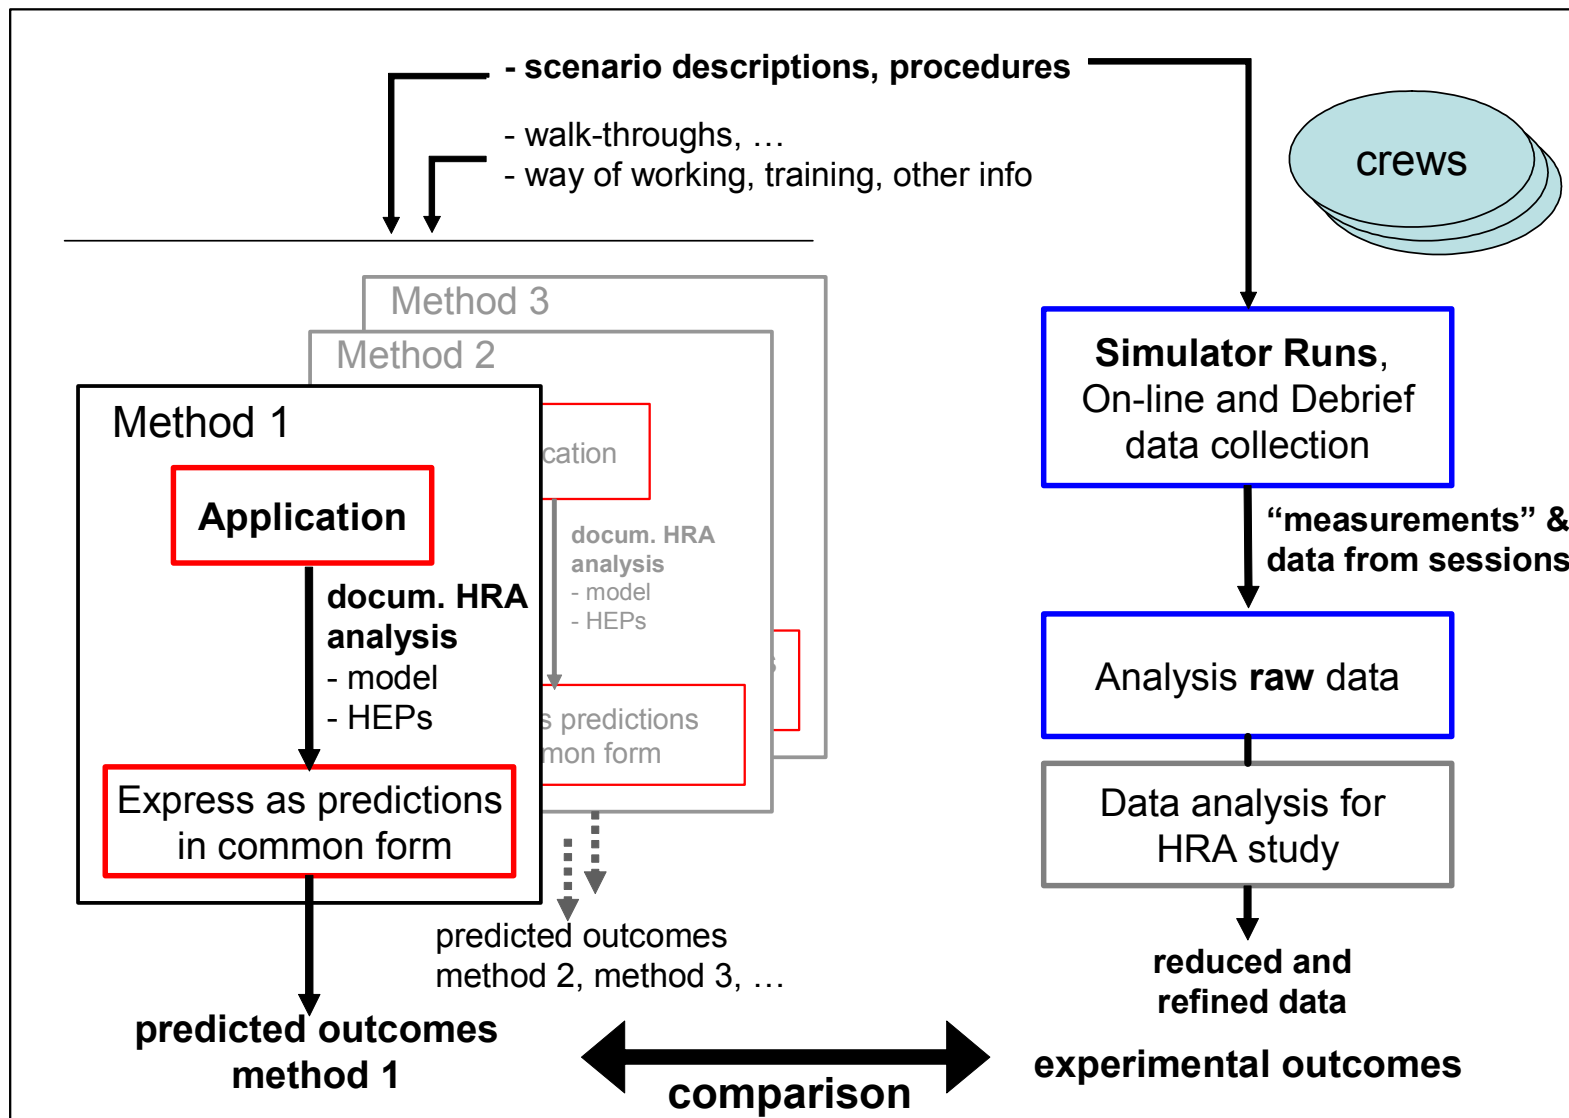 - scenario descriptions, procedures
- walk-throughs, …
- way of working, training, other info
crews
Method 3
Method 2
Method 1
Application
docum. HRA
analysis
- model
- HEPs
Express as predictions
in common form
predicted outcomes
method 1
cation
docum. HRA
analysis
- model
- HEPs
s predictions
mon form
s
predicted outcomes
method 2, method 3, …
Simulator Runs,
On-line and Debrief
data collection
“measurements” &
data from sessions
Analysis raw data
Data analysis for
HRA study
reduced and
refined data
experimental outcomes
comparison